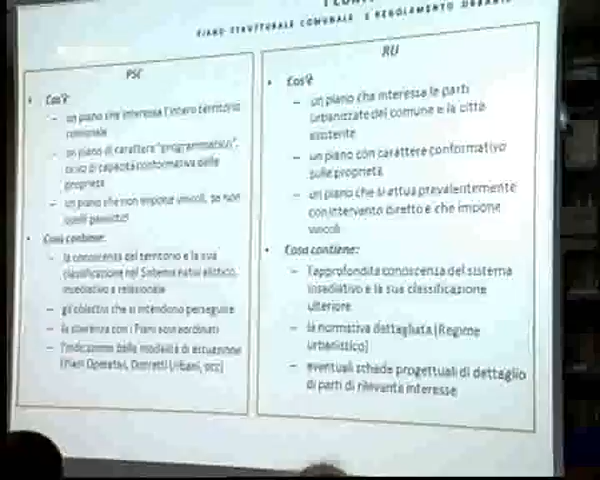 PIANO STRUTTURALE COMUNALE E REGOLAMENTO URBANIS
PSC
• Cos'è
– un piano che interessa l'intero territorio
comunale
– un piano di carattere "programmatico",
privo di capacità conformativa delle
proprietà
– un piano che non impone vincoli, se non
quelli
• Cosa contiene:
– la conoscenza del territorio e la sua
classificazione nel Sistema naturalistico,
insediativo e relazionale
– gli obiettivi che si intendono perseguire
– la coerenza con i Piani sovraordinati
– l'indicazione delle modalità di attuazione
(Piani Operativi, Distretti Urbani, ecc)
RU
• Cos'è
– un piano che interessa le parti
urbanizzate del comune e la città
esistente
– un piano con carattere conformativo
sulle proprietà
– un piano che si attua prevalentemente
con intervento diretto e che impone
vincoli
• Cosa contiene:
– l'approfondita conoscenza del sistema
insediativo e la sua classificazione
ulteriore
– la normativa dettagliata (Regime
urbanistico)
– eventuali schede progettuali di dettaglio
di parti di rilevante interesse